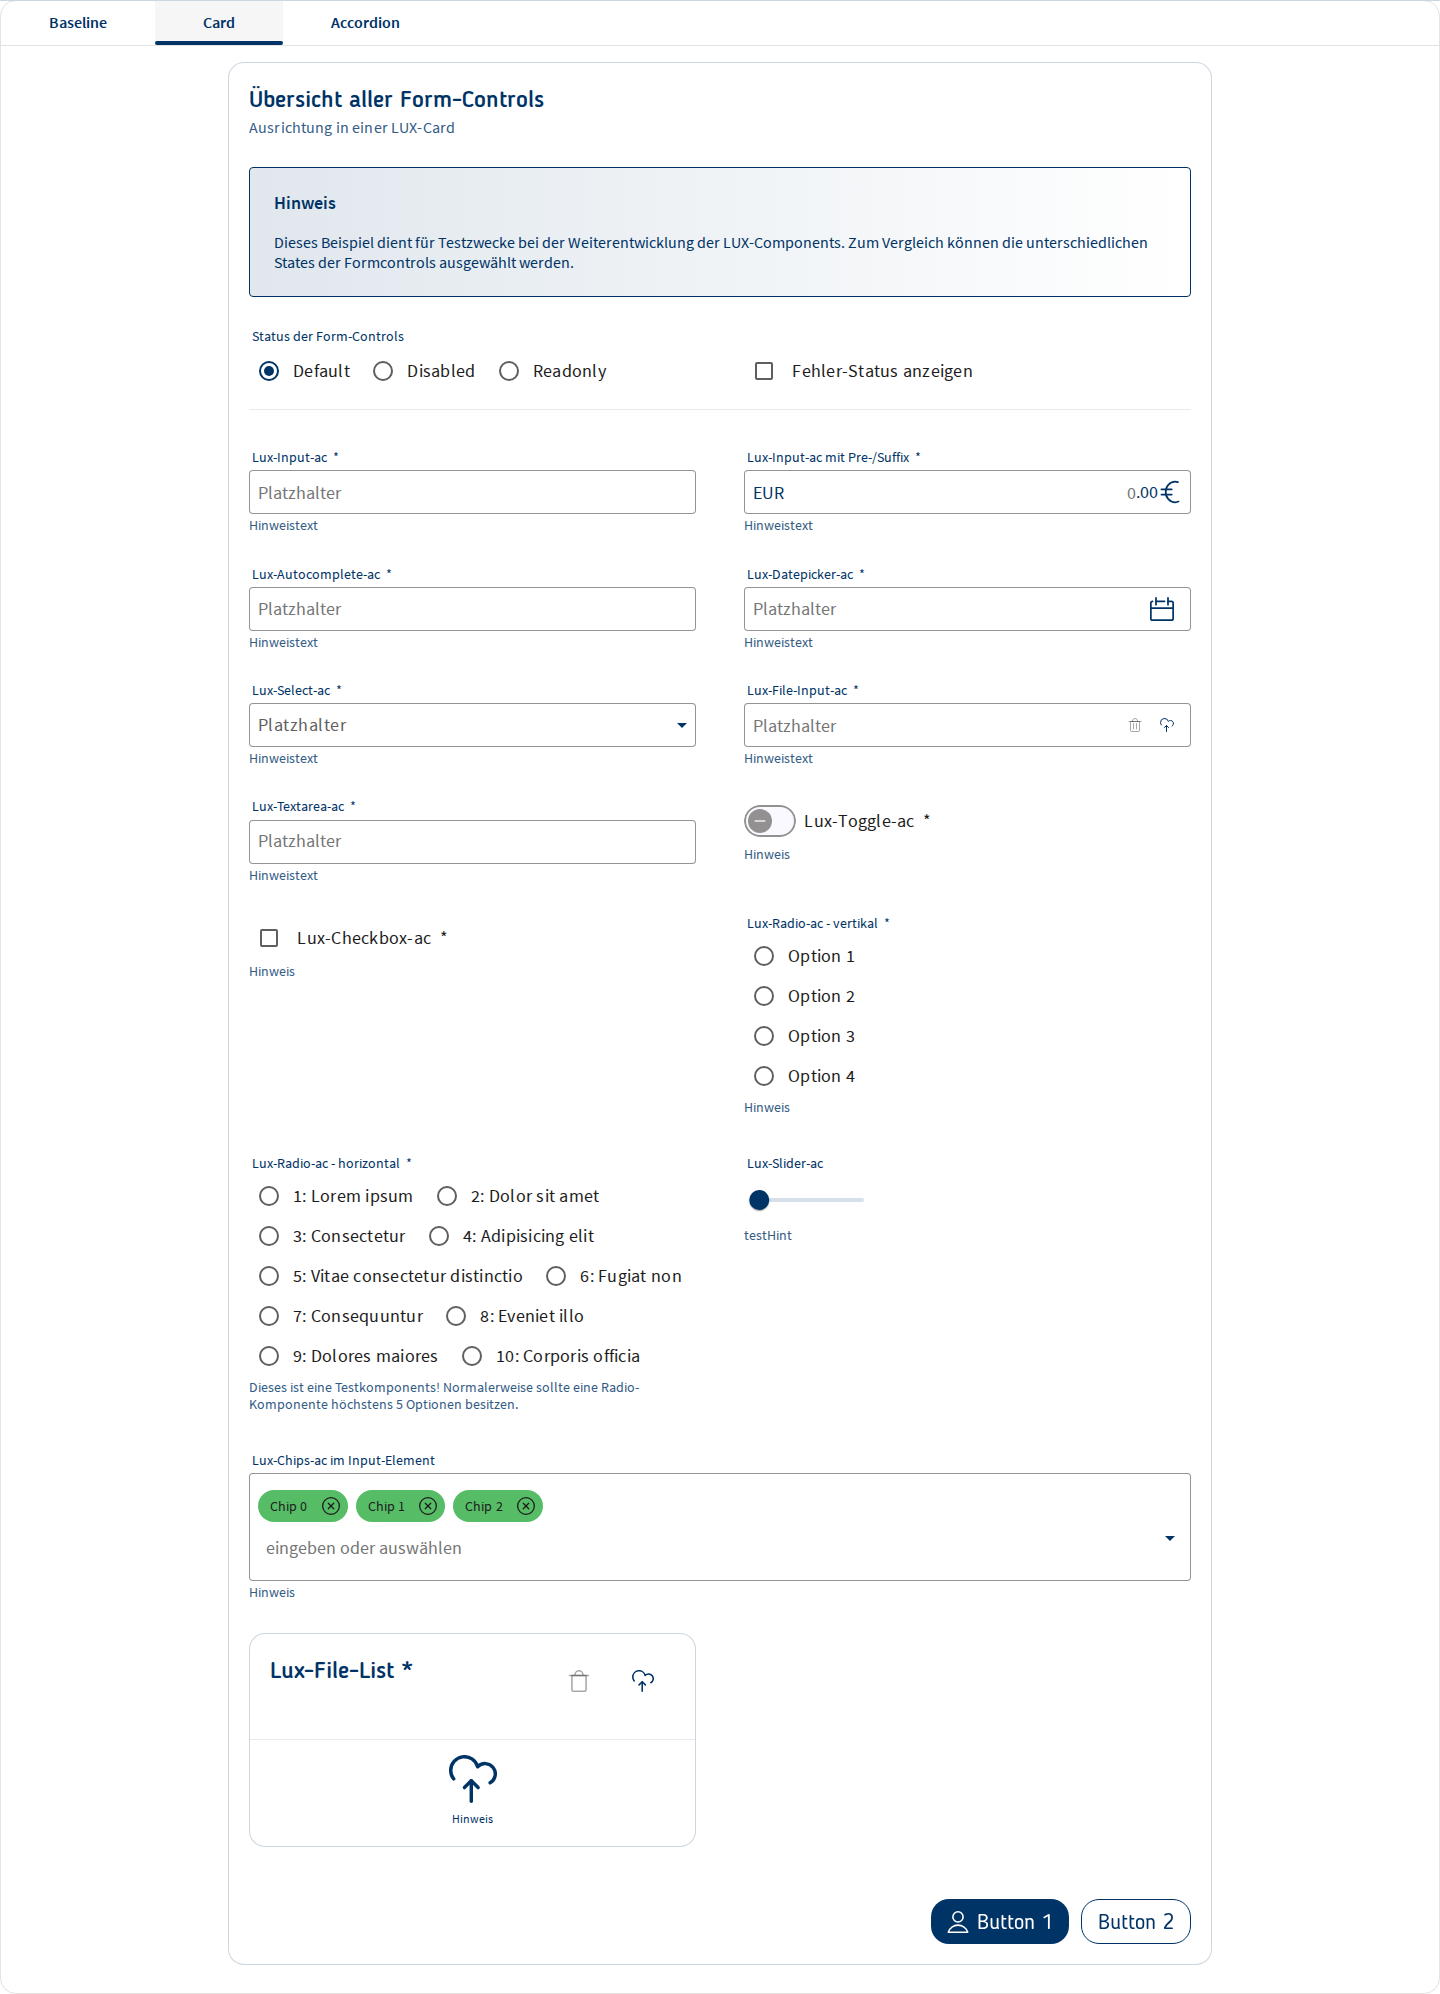 Baseline Card Accordion
Übersicht aller Form-Controls
Ausrichtung in einer LUX-Card
Hinweis
Dieses Beispiel dient für Testzwecke bei der Weiterentwicklung der LUX-Components. Zum Vergleich können die unterschiedlichen
States der Formcontrols ausgewählt werden.
Status der Form-Controls
Default Disabled Readonly Fehler-Status anzeigen
Lux-Input-ac * Lux-Input-ac mit Pre-/Suffix *
Platzhalter EUR 0.00 €
Hinweistext Hinweistext
Lux-Autocomplete-ac * Lux-Datepicker-ac *
Platzhalter Platzhalter
Hinweistext Hinweistext
Lux-Select-ac * Lux-File-Input-ac *
Platzhalter Platzhalter
Hinweistext Hinweistext
Lux-Textarea-ac *
Platzhalter
Hinweistext
Lux-Toggle-ac *
Hinweis
Lux-Checkbox-ac *
Hinweis
Lux-Radio-ac - vertikal *
Option 1
Option 2
Option 3
Option 4
Hinweis
Lux-Radio-ac - horizontal *
1: Lorem ipsum 2: Dolor sit amet
3: Consectetur 4: Adipisicing elit
5: Vitae consectetur distinctio 6: Fugiat non
7: Consequuntur 8: Eveniet illo
9: Dolores maiores 10: Corporis officia
Dieses ist eine Testkomponents! Normalerweise sollte eine Radio-
Komponente höchstens 5 Optionen besitzen.
Lux-Slider-ac
testHint
Lux-Chips-ac im Input-Element
Chip 0 Chip 1 Chip 2
eingeben oder auswählen
Hinweis
Lux-File-List *
Hinweis
Button 1 Button 2